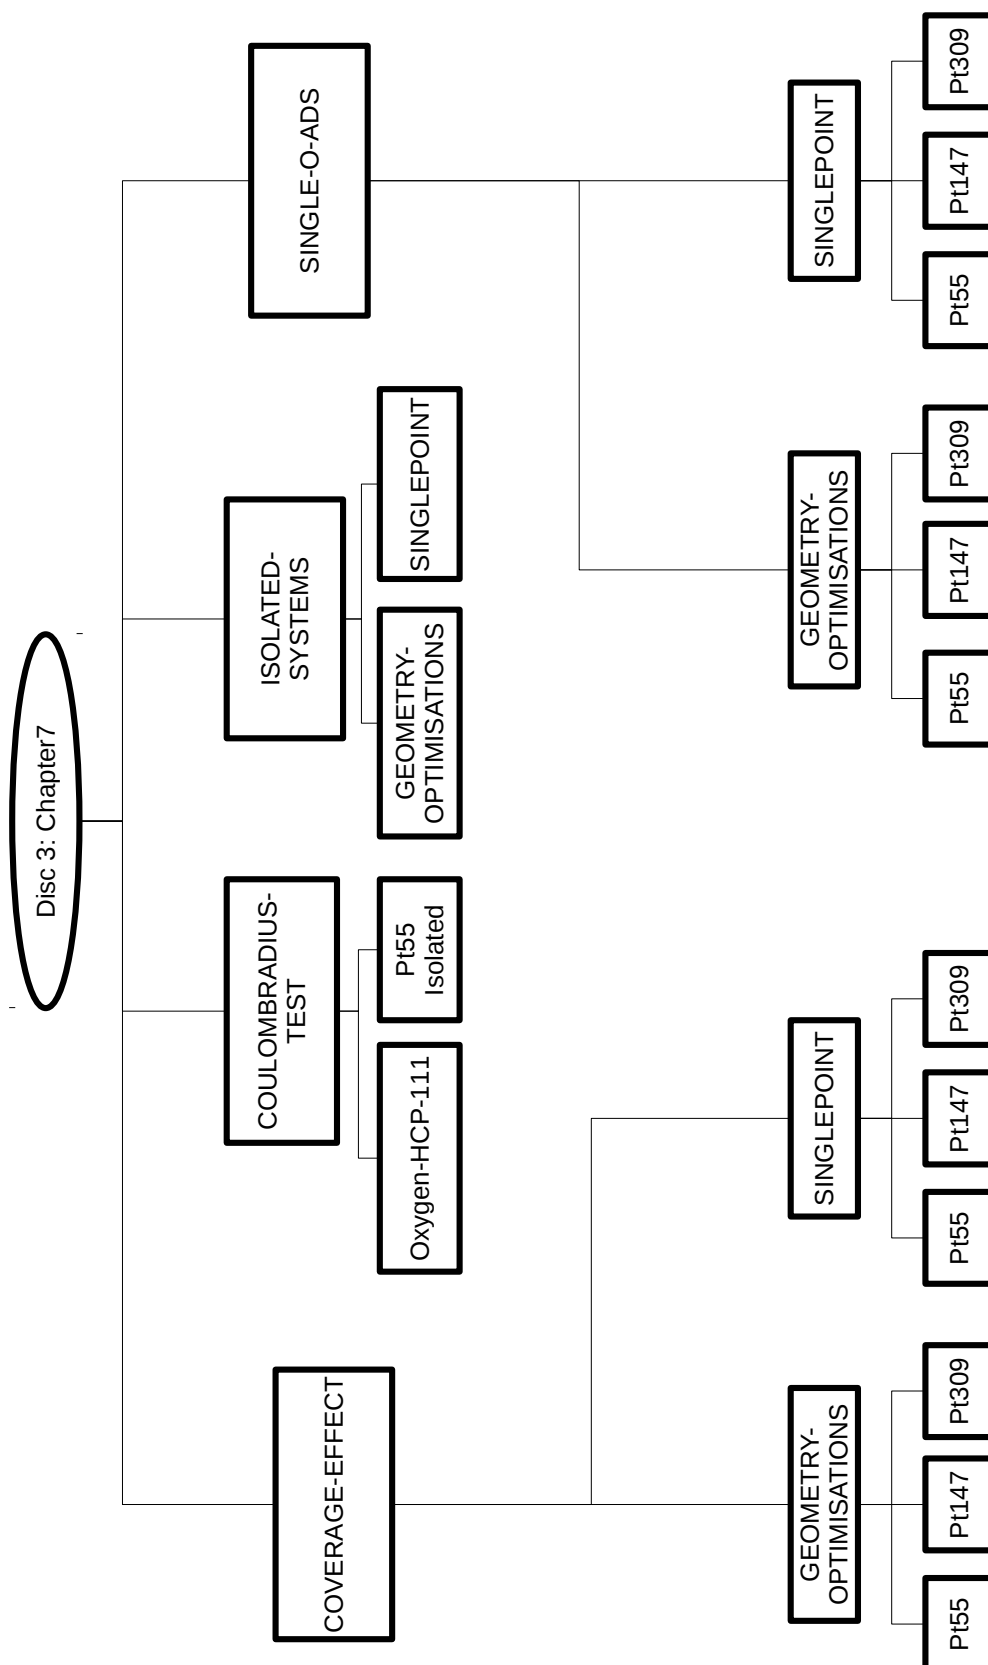 Disc 3: Chapter7
COVERAGE-EFFECT
COULOMBRADIUS-
TEST
ISOLATED-
SYSTEMS
SINGLE-O-ADS
Oxygen-HCP-111
Pt55
Isolated
GEOMETRY-
OPTIMISATIONS
SINGLEPOINT
GEOMETRY-
OPTIMISATIONS
SINGLEPOINT
GEOMETRY-
OPTIMISATIONS
SINGLEPOINT
Pt55
Pt147
Pt309
Pt55
Pt147
Pt309
Pt55
Pt147
Pt309
Pt55
Pt147
Pt309